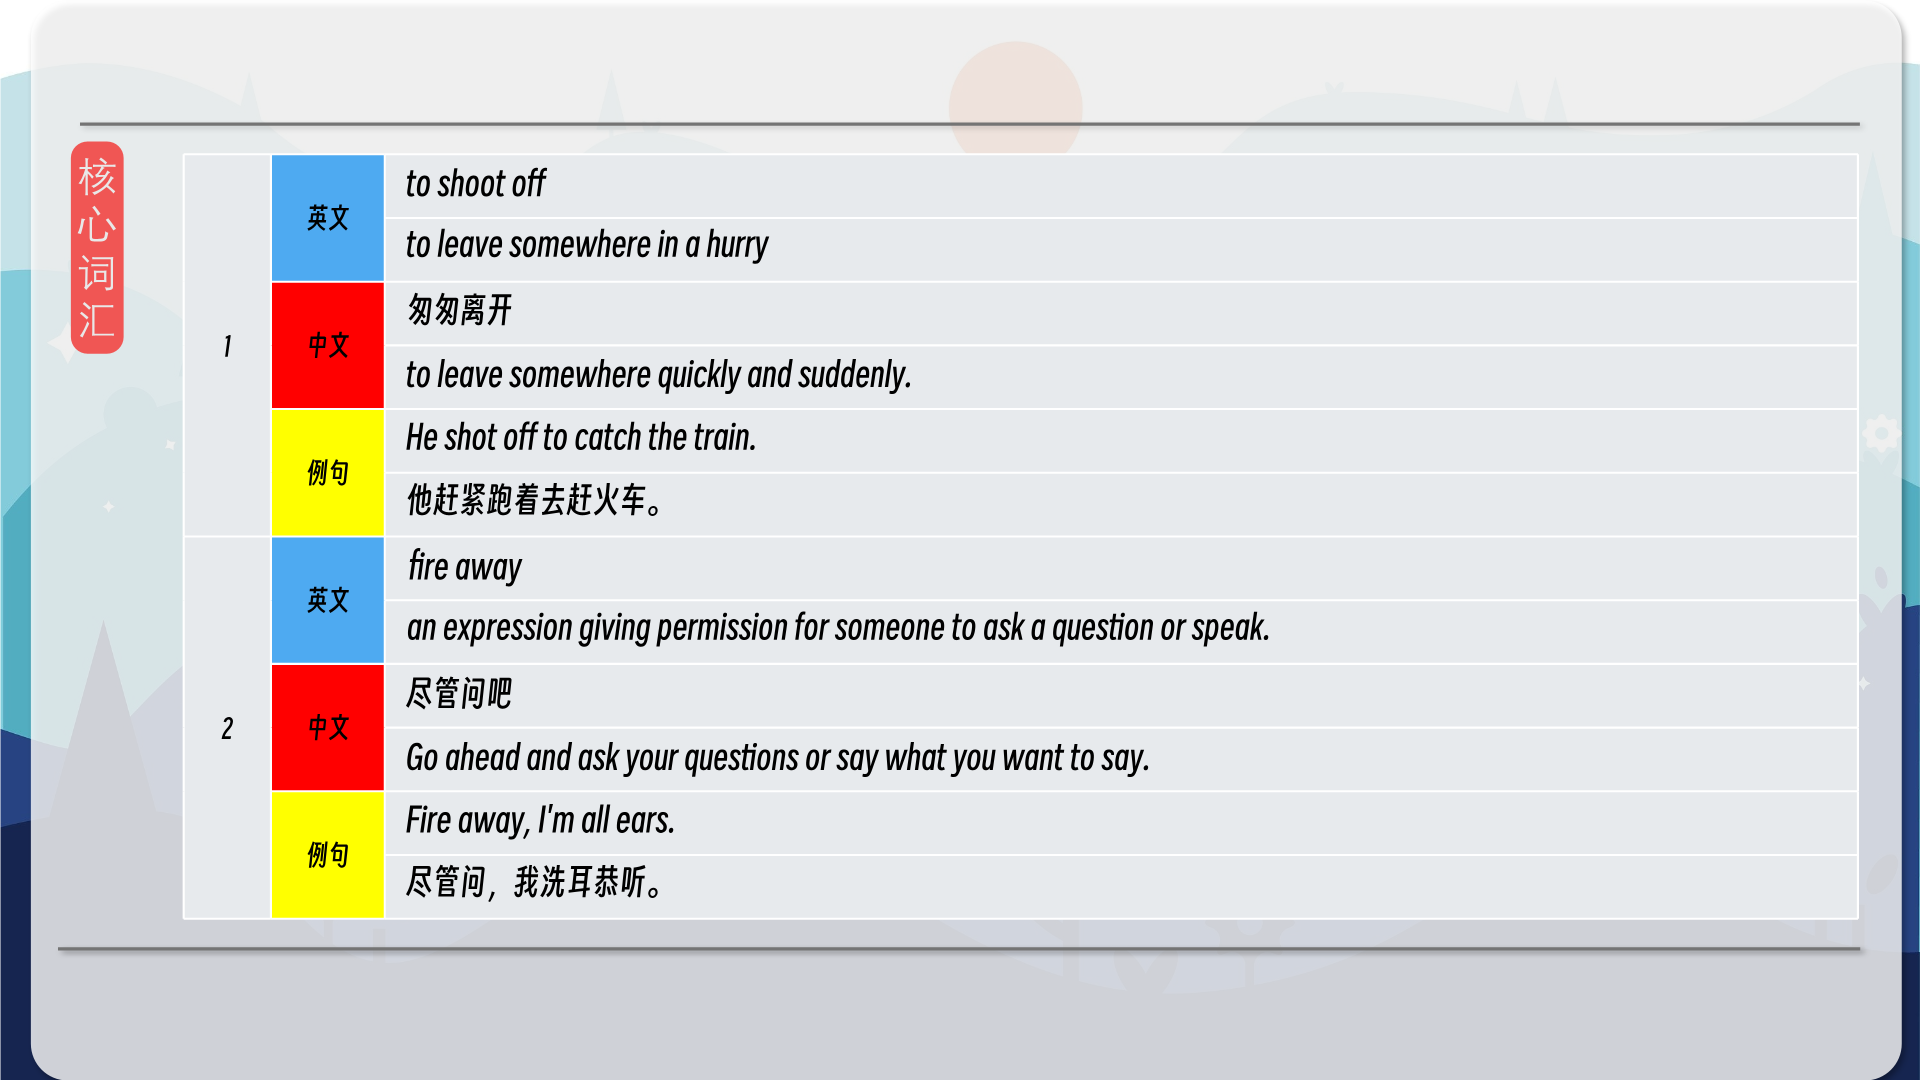 核
心
词
汇
1
英文
to shoot off
to leave somewhere in a hurry
中文
匆匆离开
to leave somewhere quickly and suddenly.
例句
He shot off to catch the train.
他赶紧跑着去赶火车。
2
英文
fire away
an expression giving permission for someone to ask a question or speak.
中文
尽管问吧
Go ahead and ask your questions or say what you want to say.
例句
Fire away, I'm all ears.
尽管问，我洗耳恭听。